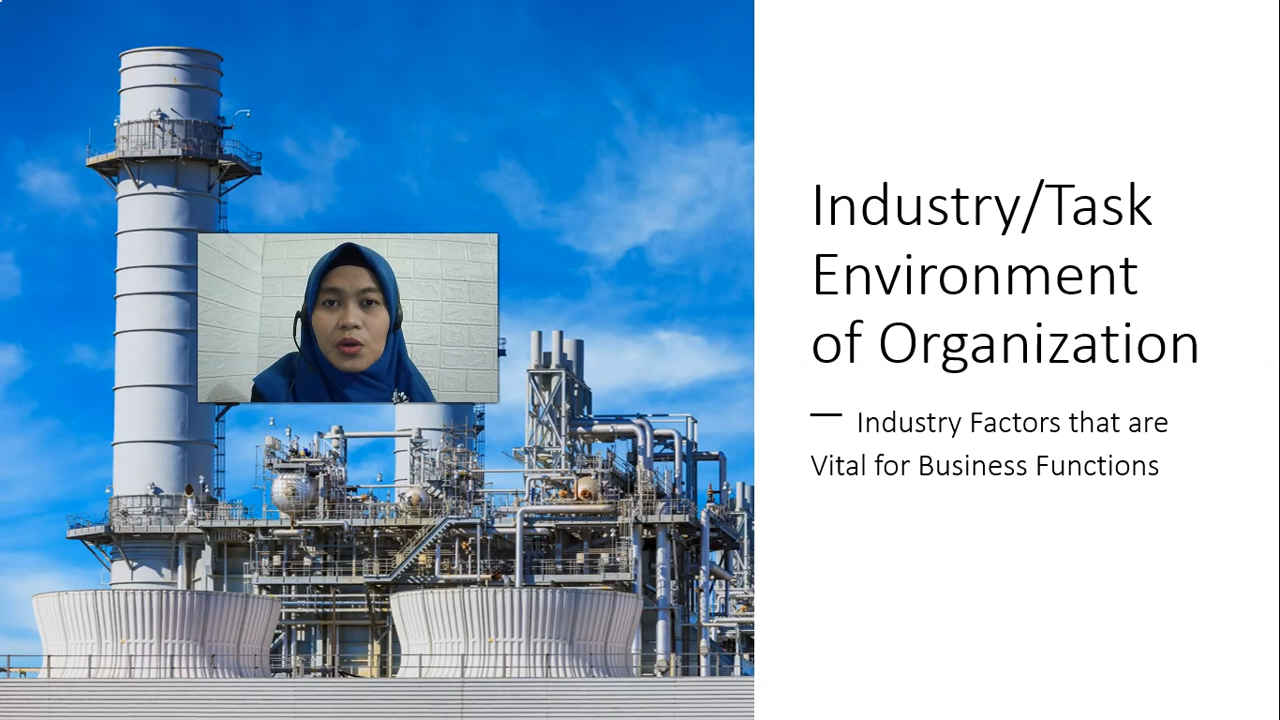 Industry/Task
Environment
of Organization
— Industry Factors that are
Vital for Business Functions